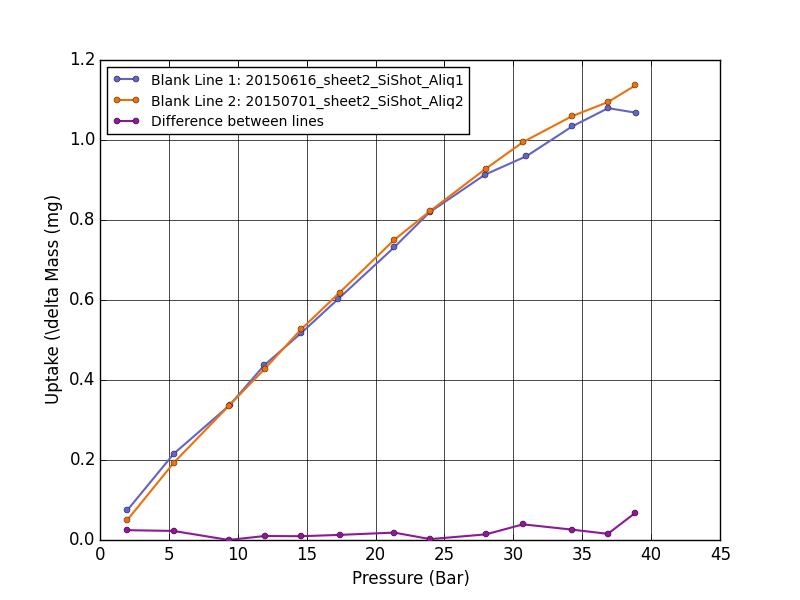 Blank Line 1: 20150616_sheet2_SiShot_Aliq1
Blank Line 2: 20150701_sheet2_SiShot_Aliq2
Difference between lines
1.2
1.0
0.8
0.6
0.4
0.2
0.0
Uptake (\delta Mass (mg)
0 5 10 15 20 25 30 35 40 45
Pressure (Bar)